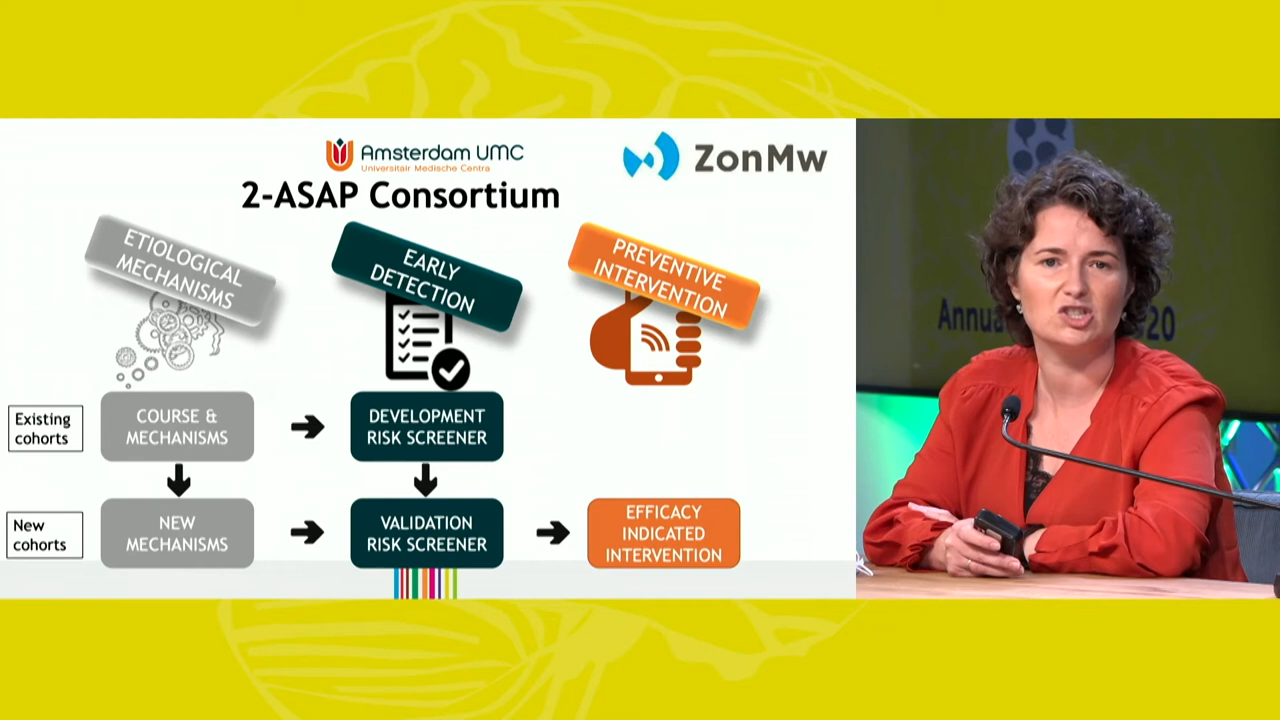 Amsterdam UMC
Universitair Medische Centra
ZonMw
2-ASAP Consortium
ETIOLOGICAL
MECHANISMS
EARLY
DETECTION
PREVENTIVE
INTERVENTION
Existing
cohorts
COURSE &
MECHANISMS
DEVELOPMENT
RISK SCREENER
New
cohorts
NEW
MECHANISMS
VALIDATION
RISK SCREENER
EFFICACY
INDICATED
INTERVENTION
20